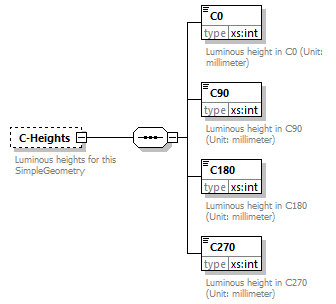 C0
type xs:int
Luminous height in C0 (Unit:
millimeter)
C90
type xs:int
Luminous height in C90
(Unit: millimeter)
C-Heights
Luminous heights for this
SimpleGeometry
C180
type xs:int
Luminous height in C180
(Unit: millimeter)
C270
type xs:int
Luminous height in C270
(Unit: millimeter)